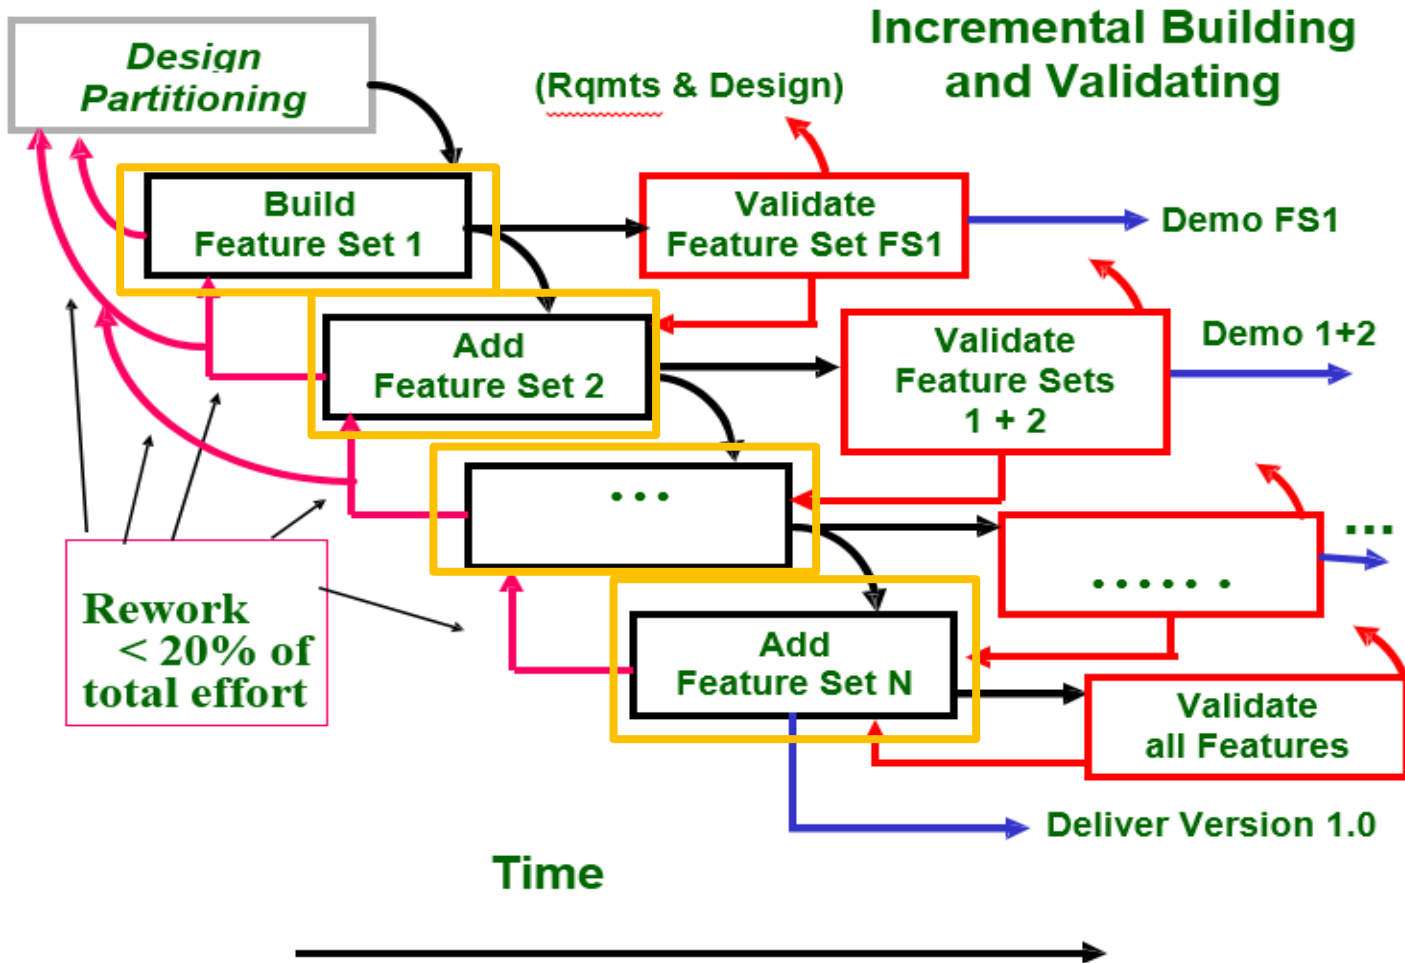 Incremental Building
and Validating
Design
Partitioning
(Rqmts & Design)
Build
Feature Set 1
Validate
Feature Set FS1
Demo FS1
Add
Feature Set 2
Validate
Feature Sets
1 + 2
Demo 1+2
...
......
...
Rework
< 20% of
total effort
Add
Feature Set N
Validate
all Features
Deliver Version 1.0
Time